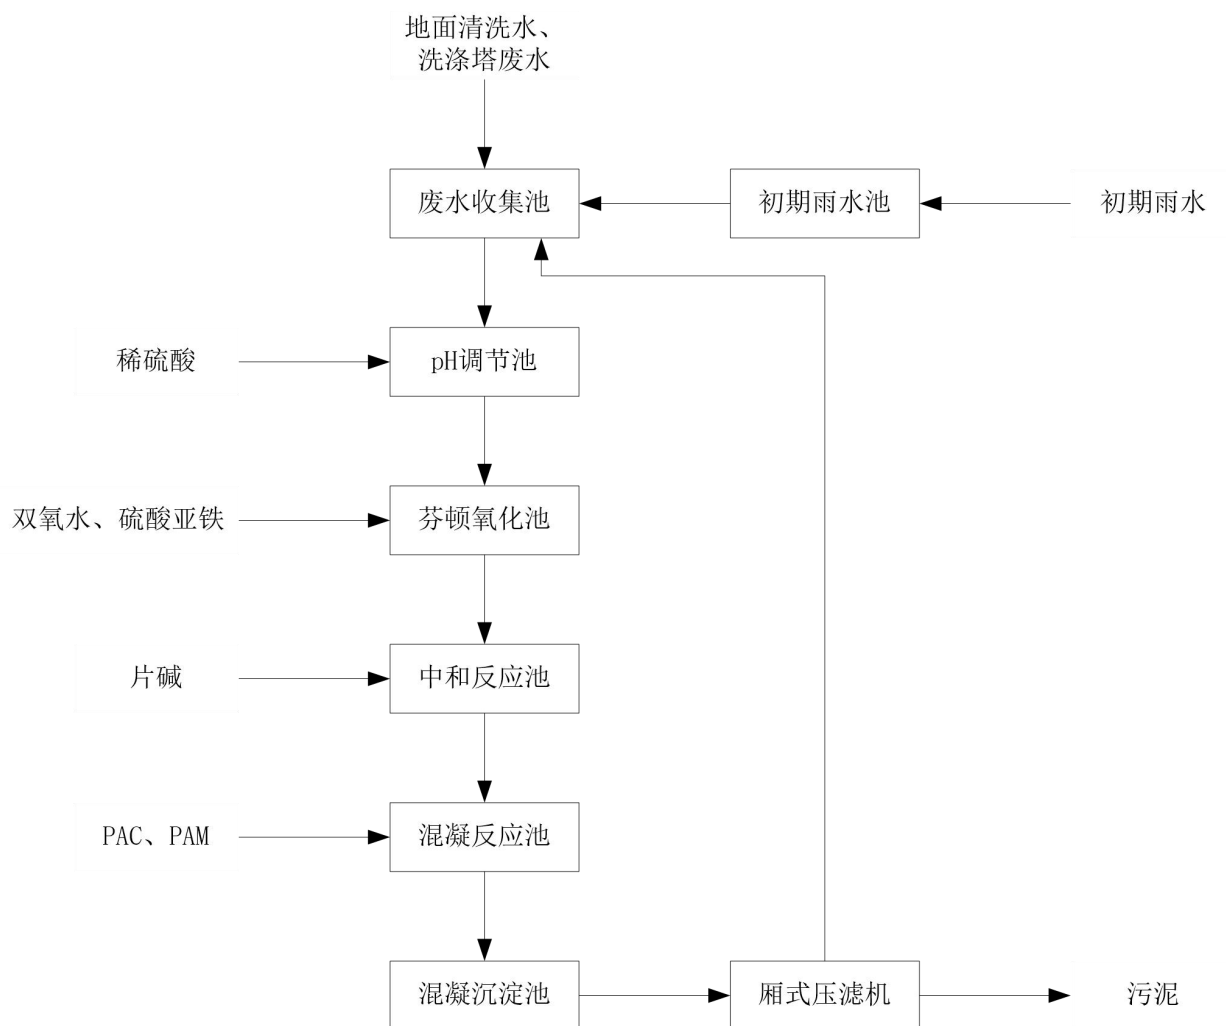 地面清洗水、
洗涤塔废水
废水收集池
初期雨水池
初期雨水
稀硫酸
pH调节池
双氧水、硫酸亚铁
芬顿氧化池
片碱
中和反应池
PAC、PAM
混凝反应池
混凝沉淀池
厢式压滤机
污泥